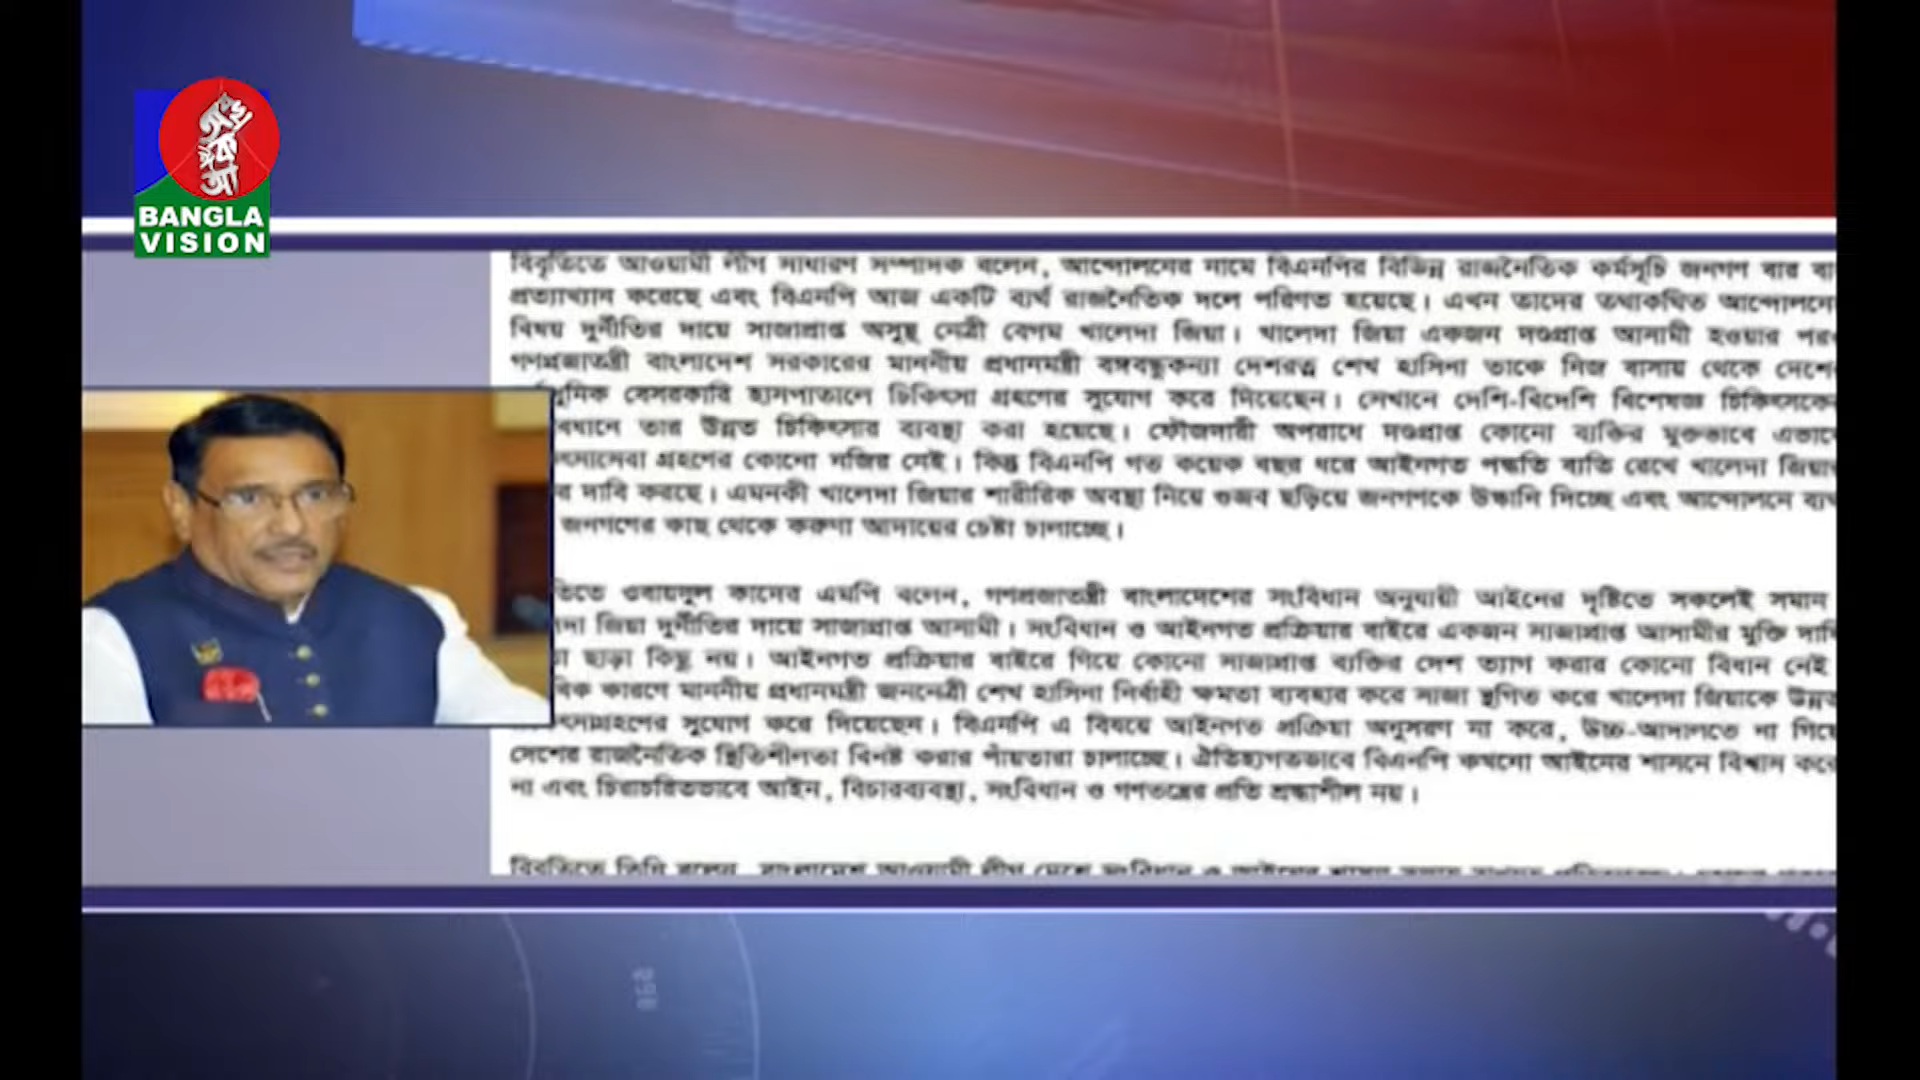 BANGLA
VISION
বিবৃতিতে আওয়ামী লীগ সাধারণ সম্পাদক বলেন, আন্দোলনের নামে বিএনপির বিভিন্ন রাজনৈতিক কর্মসূচি জনগণ বার
প্রত্যাখ্যান করেছে এবং বিএনপি আজ একটি ব্যর্থ রাজনৈতিক দলে পরিণত হয়েছে। এখন তাদের তথাকথিত
বিষয় দুর্নীতির দায়ে সাজাপ্রাপ্ত অসুস্থ নেত্রী বেগম খালেদা জিয়া। খালেদা জিয়া একজন দণ্ডপ্রাপ্ত আসামী হওয়ার
গণপ্রজাতন্ত্রী বাংলাদেশ সরকারের মাননীয় প্রধানমন্ত্রী বঙ্গবন্ধুকন্যা দেশরত্ন শেখ হাসিনা তাকে নিজ বাসায় থেকে
বেসরকারি হাসপাতালে চিকিৎসা গ্রহণের সুযোগ করে দিয়েছেন। সেখানে দেশি-বিদেশি বিশেষজ্ঞ
তার উন্নত চিকিৎসার ব্যবস্থা করা হয়েছে। ফৌজদারী অপরাধে দণ্ডপ্রাপ্ত কোনো ব্যক্তির মুক্তভাবে
গ্রহণের কোনো নজির নেই। কিন্তু বিএনপি গত কয়েক বছর ধরে আইনগত পদ্ধতি ব্যতি রেখে খালেদা
দাবি করছে। এমনকী খালেদা জিয়ার শারীরিক অবস্থা নিয়ে গুজব ছড়িয়ে জনগণকে উস্কানি দিচ্ছে এবং আন্দোলনে
জনগণের কাছ থেকে করুণা আদায়ের চেষ্টা চালাচ্ছে।
ওবায়দুল কাদের এমপি বলেন, গণপ্রজাতন্ত্রী বাংলাদেশের সংবিধান অনুযায়ী আইনের দৃষ্টিতে সকলেই সমান
জিয়া দুর্নীতির দায়ে সাজাপ্রাপ্ত আসামী। সংবিধান ও আইনগত প্রক্রিয়ার বাইরে একজন সাজাপ্রাপ্ত আসামীর মুক্তি
ছাড়া কিছু নয়। আইনগত প্রক্রিয়ার বাইরে গিয়ে কোনো সাজাপ্রাপ্ত ব্যক্তির দেশ ত্যাগ করার কোনো বিধান নেই
কারণে মাননীয় প্রধানমন্ত্রী জননেত্রী শেখ হাসিনা নির্বাহী ক্ষমতা ব্যবহার করে সাজা স্থগিত করে খালেদা জিয়াকে
সুযোগ করে দিয়েছেন। বিএনপি এ বিষয়ে আইনগত প্রক্রিয়া অনুসরণ না করে, উচ্চ-আদালতে না
দেশের রাজনৈতিক স্থিতিশীলতা বিনষ্ট করার পাঁয়তারা চালাচ্ছে। ঐতিহ্যগতভাবে বিএনপি কখনো আইনের শাসনে বিশ্বাস
না এবং চিরাচরিতভাবে আইন, বিচারব্যবস্থা, সংবিধান ও গণতন্ত্রের প্রতি শ্রদ্ধাশীল নয়।
বিবৃতিতে তিনি বলেন, বাংলাদেশ আওয়ামী লীগ